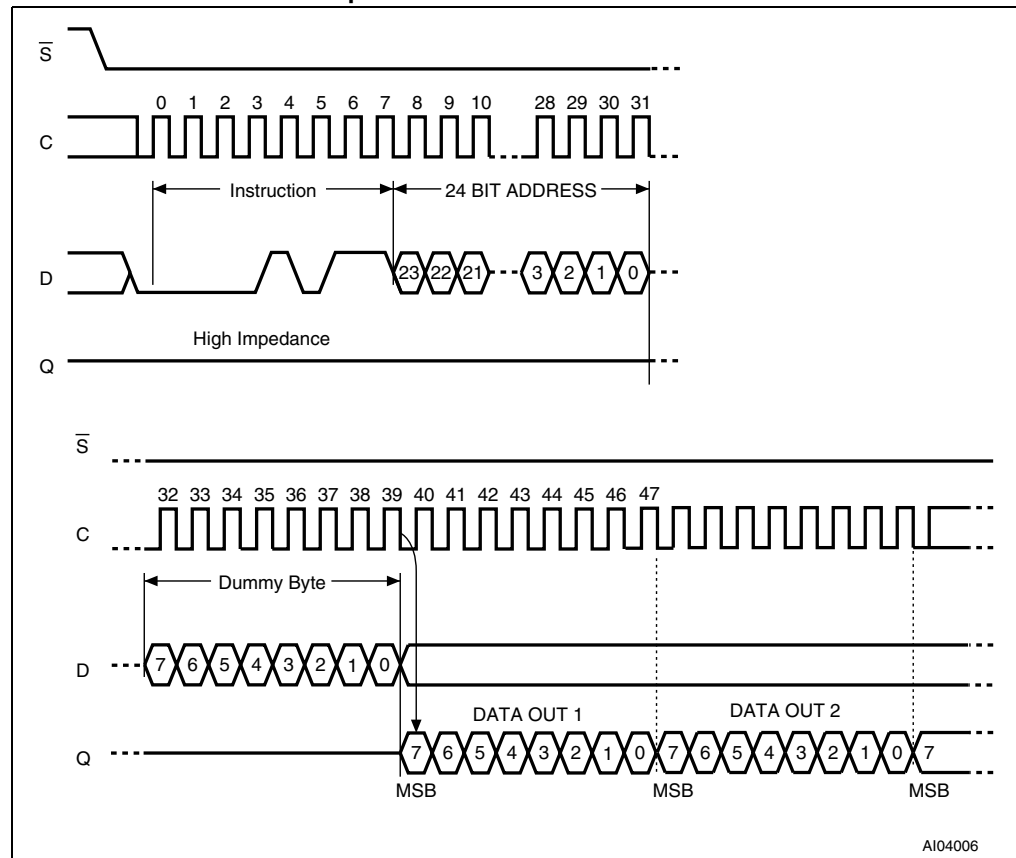 S
0 1 2 3 4 5 6 7 8 9 10 28 29 30 31
C
Instruction 24 BIT ADDRESS
D 23 22 21 3 2 1 0
High Impedance
Q
S
32 33 34 35 36 37 38 39 40 41 42 43 44 45 46 47
C
Dummy Byte
D 7 6 5 4 3 2 1 0
DATA OUT 1 DATA OUT 2
Q 7 6 5 4 3 2 1 0 7 6 5 4 3 2 1 0 7
MSB MSB MSB
AI04006